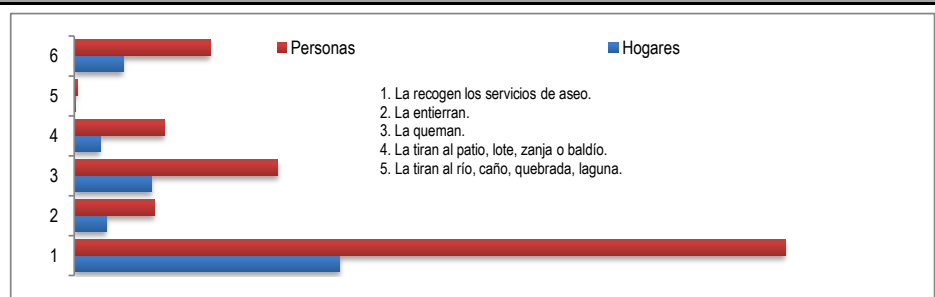 Personas Hogares
6
5
4
3
2
1
1. La recogen los servicios de aseo.
2. La entierran.
3. La queman.
4. La tiran al patio, lote, zanja o baldío.
5. La tiran al río, caño, quebrada, laguna.